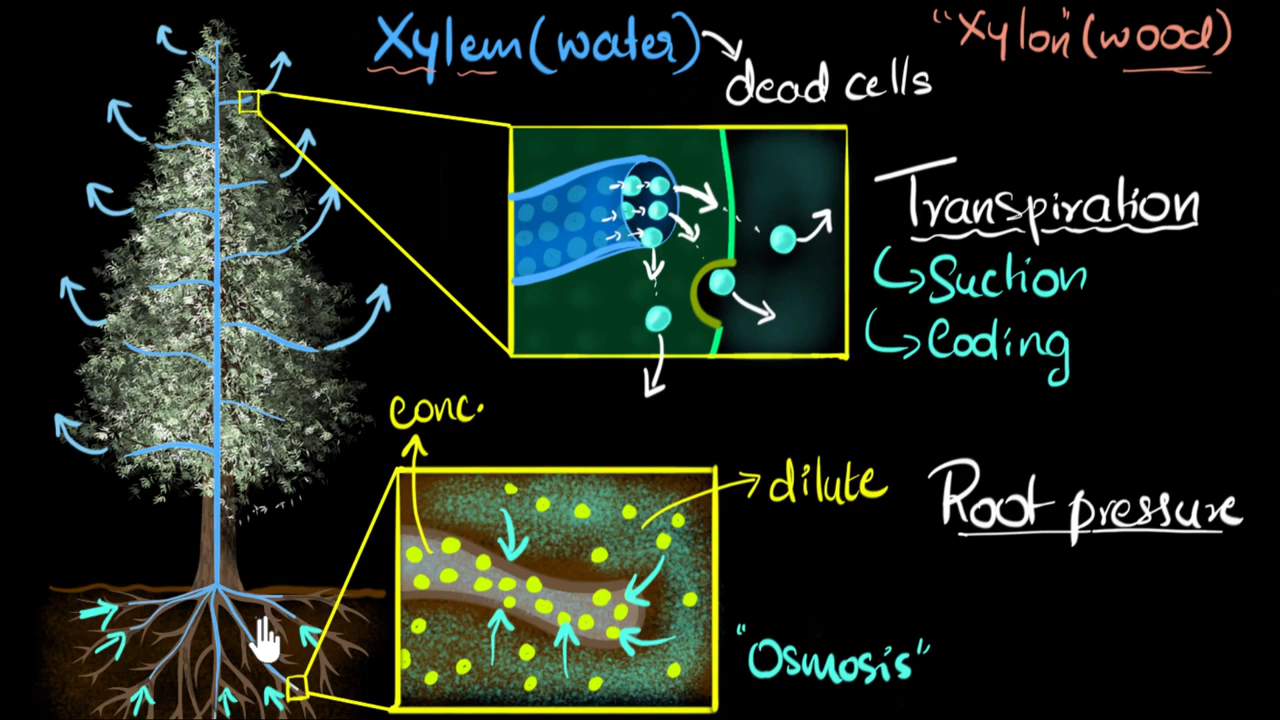 Xylem (water)
"Xylon" (wood)
dead cells
Transpiration
Suction
Cooling
conc.
dilute
Root pressure
"Osmosis"